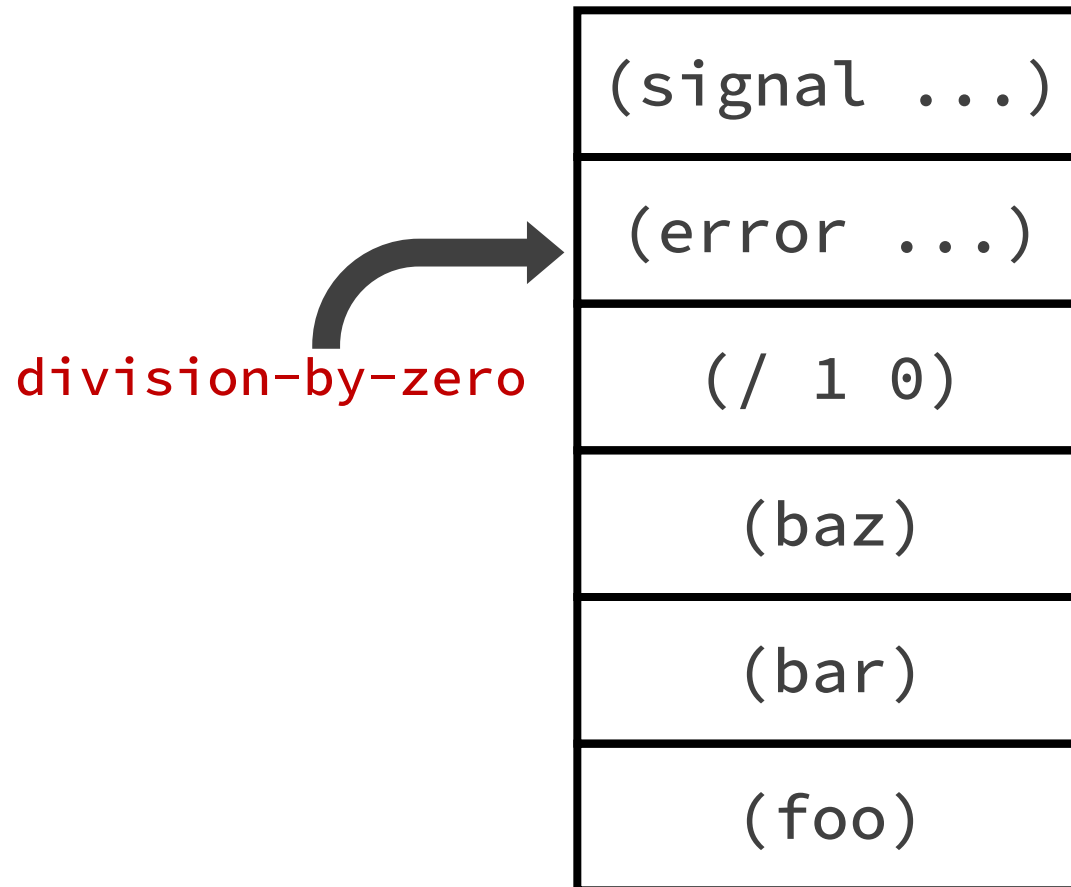 (signal ...)
(error ...)
division-by-zero
(/ 1 0)
(baz)
(bar)
(foo)